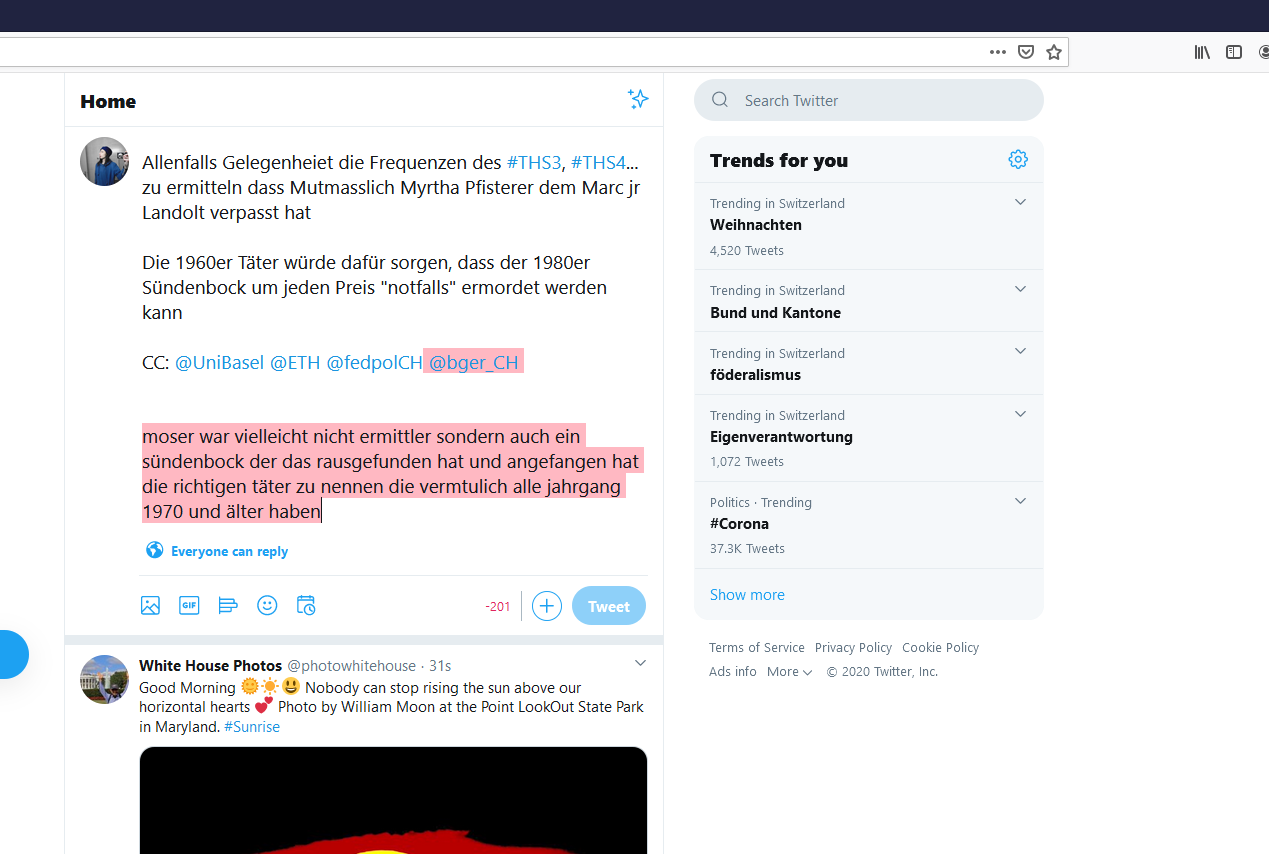 Home
Allenfalls Gelegenheiet die Frequenzen des #THS3, #THS4...
zu ermitteln dass Mutmasslich Myrtha Pfisterer dem Marc jr
Landolt verpasst hat
Die 1960er Täter würde dafür sorgen, dass der 1980er
Sündenbock um jeden Preis "notfalls" ermordet werden
kann
CC: @UniBasel @ETH @fedpolCH @bger_CH
moser war vielleicht nicht ermittler sondern auch ein
sündenbock der das rausgefunden hat und angefangen hat
die richtigen täter zu nennen die vermtulich alle jahrgang
1970 und älter haben
Everyone can reply
GIF
-201
Tweet
White House Photos @photowhitehouse · 31s
Good Morning 🌞☀️😃 Nobody can stop rising the sun above our
horizontal hearts 💕 Photo by William Moon at the Point LookOut State Park
in Maryland. #Sunrise
Search Twitter
Trends for you
Trending in Switzerland
Weihnachten
4,520 Tweets
Trending in Switzerland
Bund und Kantone
Trending in Switzerland
föderalismus
Trending in Switzerland
Eigenverantwortung
1,072 Tweets
Politics · Trending
#Corona
37.3K Tweets
Show more
Terms of Service Privacy Policy Cookie Policy
Ads info More © 2020 Twitter, Inc.